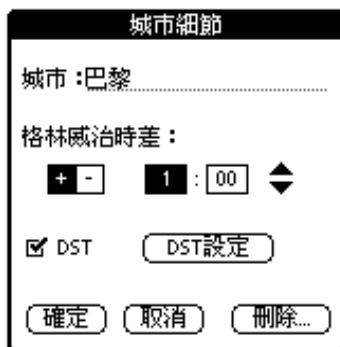 城市細節
城市：巴黎
格林威治時差：
+ - 1 : 00
DST DST設定
確定 取消 刪除...